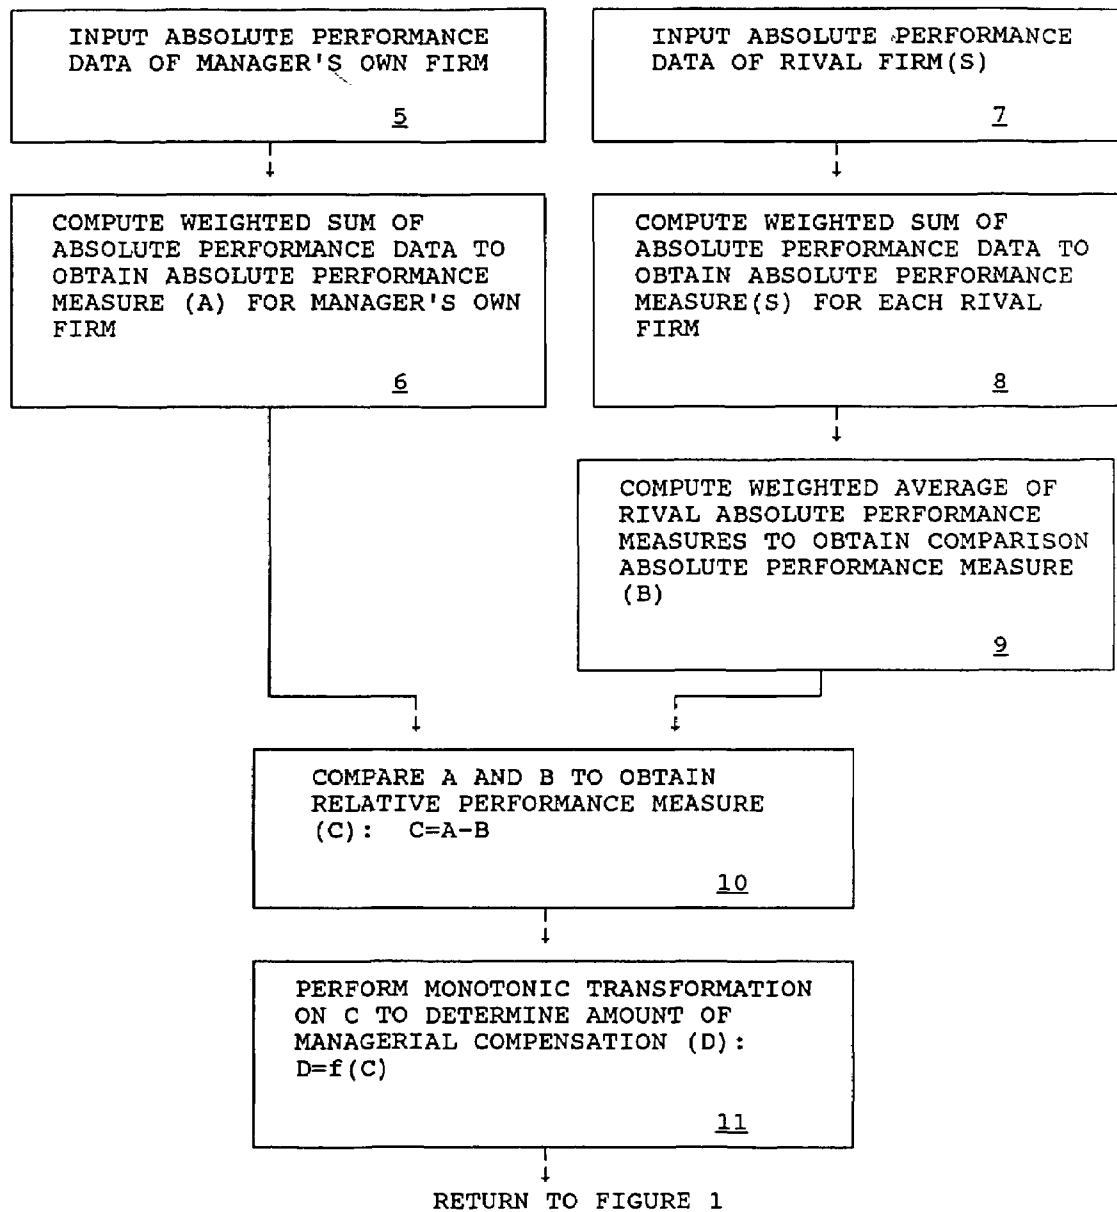 INPUT ABSOLUTE PERFORMANCE
DATA OF MANAGER'S OWN FIRM
5
INPUT ABSOLUTE PERFORMANCE
DATA OF RIVAL FIRM(S)
7
COMPUTE WEIGHTED SUM OF
ABSOLUTE PERFORMANCE DATA TO
OBTAIN ABSOLUTE PERFORMANCE
MEASURE (A) FOR MANAGER'S OWN
FIRM
6
COMPUTE WEIGHTED SUM OF
ABSOLUTE PERFORMANCE DATA TO
OBTAIN ABSOLUTE PERFORMANCE
MEASURE(S) FOR EACH RIVAL
FIRM
8
COMPUTE WEIGHTED AVERAGE OF
RIVAL ABSOLUTE PERFORMANCE
MEASURES TO OBTAIN COMPARISON
ABSOLUTE PERFORMANCE MEASURE
(B)
9
COMPARE A AND B TO OBTAIN
RELATIVE PERFORMANCE MEASURE
(C): C=A-B
10
PERFORM MONOTONIC TRANSFORMATION
ON C TO DETERMINE AMOUNT OF
MANAGERIAL COMPENSATION (D):
D=f(C)
11
RETURN TO FIGURE 1